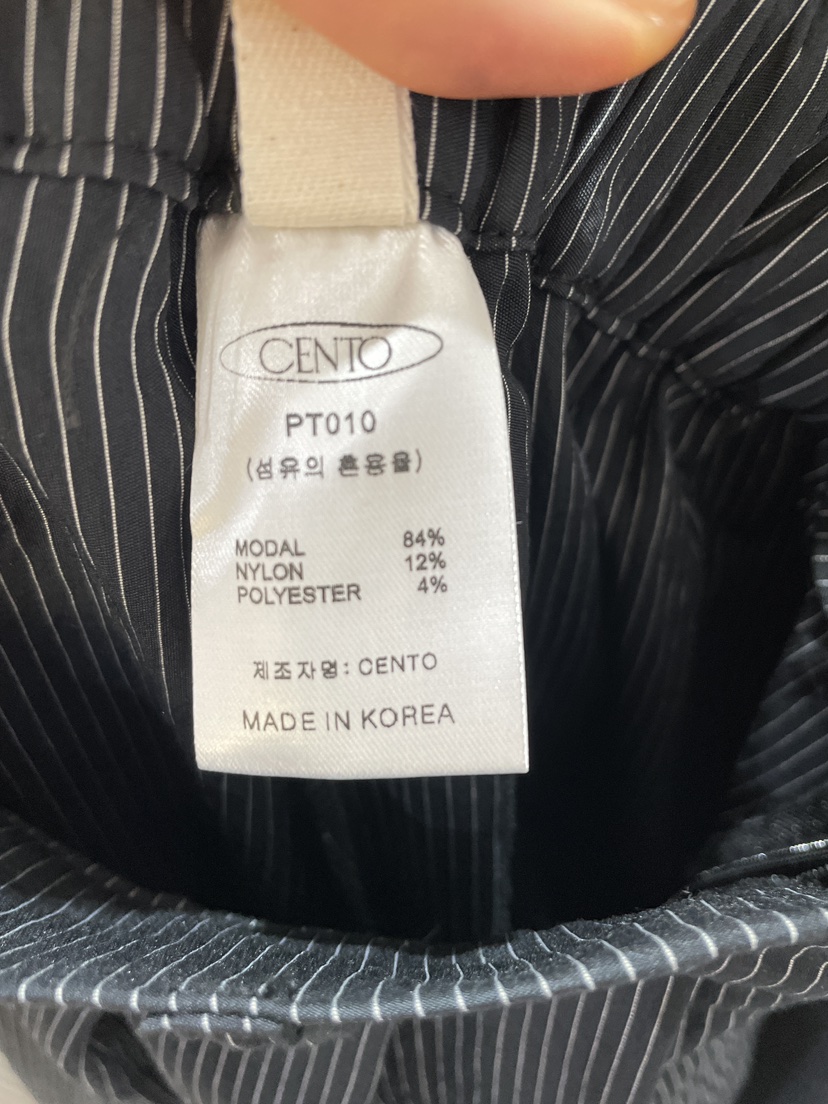 CENTO
PT010
(섬유의 혼용율)
MODAL 84%
NYLON 12%
POLYESTER 4%
제조자명: CENTO
MADE IN KOREA